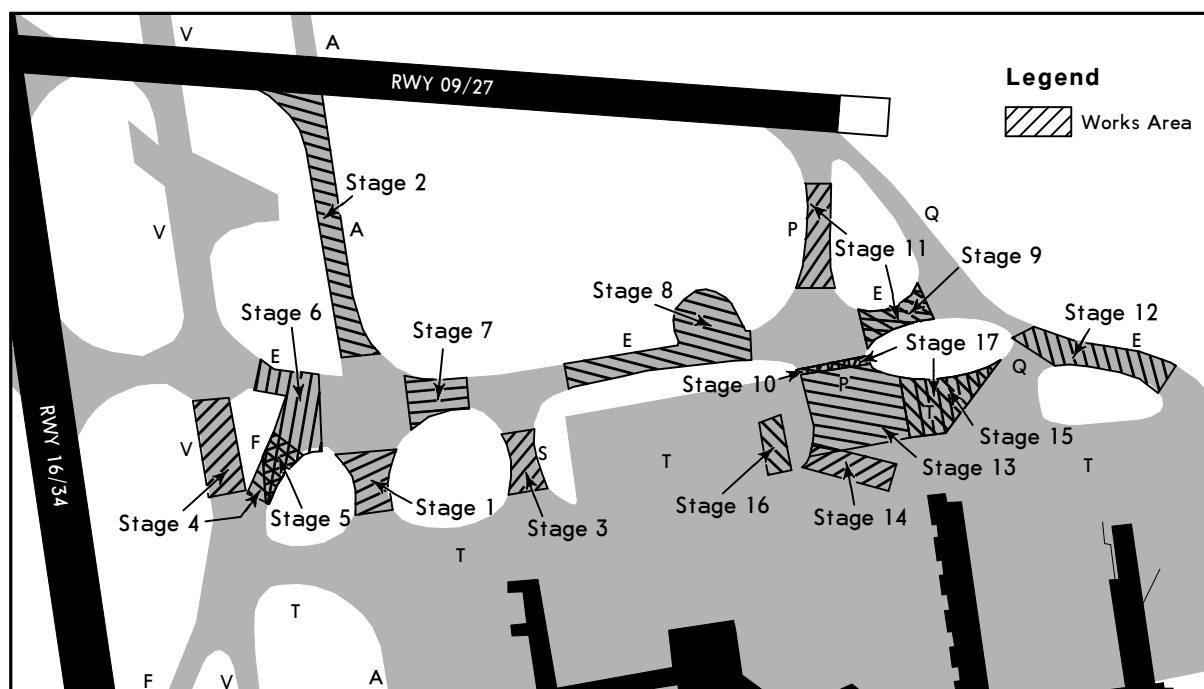 V
A
RWY 09/27
Legend
Works Area
Stage 2
Q
V
A
P
Stage 11
Stage 9
E
Stage 8
Stage 6
Stage 12
Stage 7
E
E
Stage 17
E
Q
Stage 10
P
RWY 16/34
T
Stage 15
V
F
S
T
Stage 13
T
Stage 16
Stage 1
Stage 14
Stage 4
Stage 5
Stage 3
T
T
F
V
A